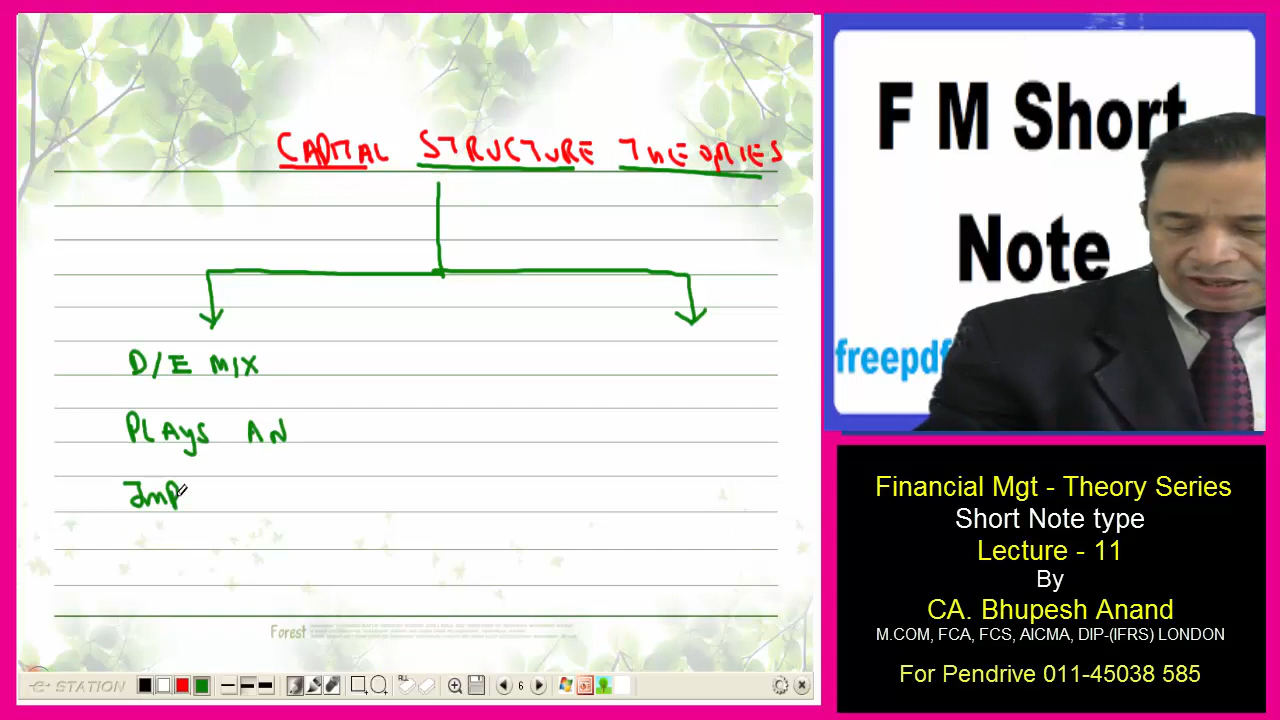 CAPITAL STRUCTURE THEORIES
D/E MIX
PLAYS AN
Imp
Forest
STATION
6
F M Short
Note
freepdf
Financial Mgt - Theory Series
Short Note type
Lecture - 11
By
CA. Bhupesh Anand
M.COM, FCA, FCS, AICMA, DIP-(IFRS) LONDON
For Pendrive 011-45038 585